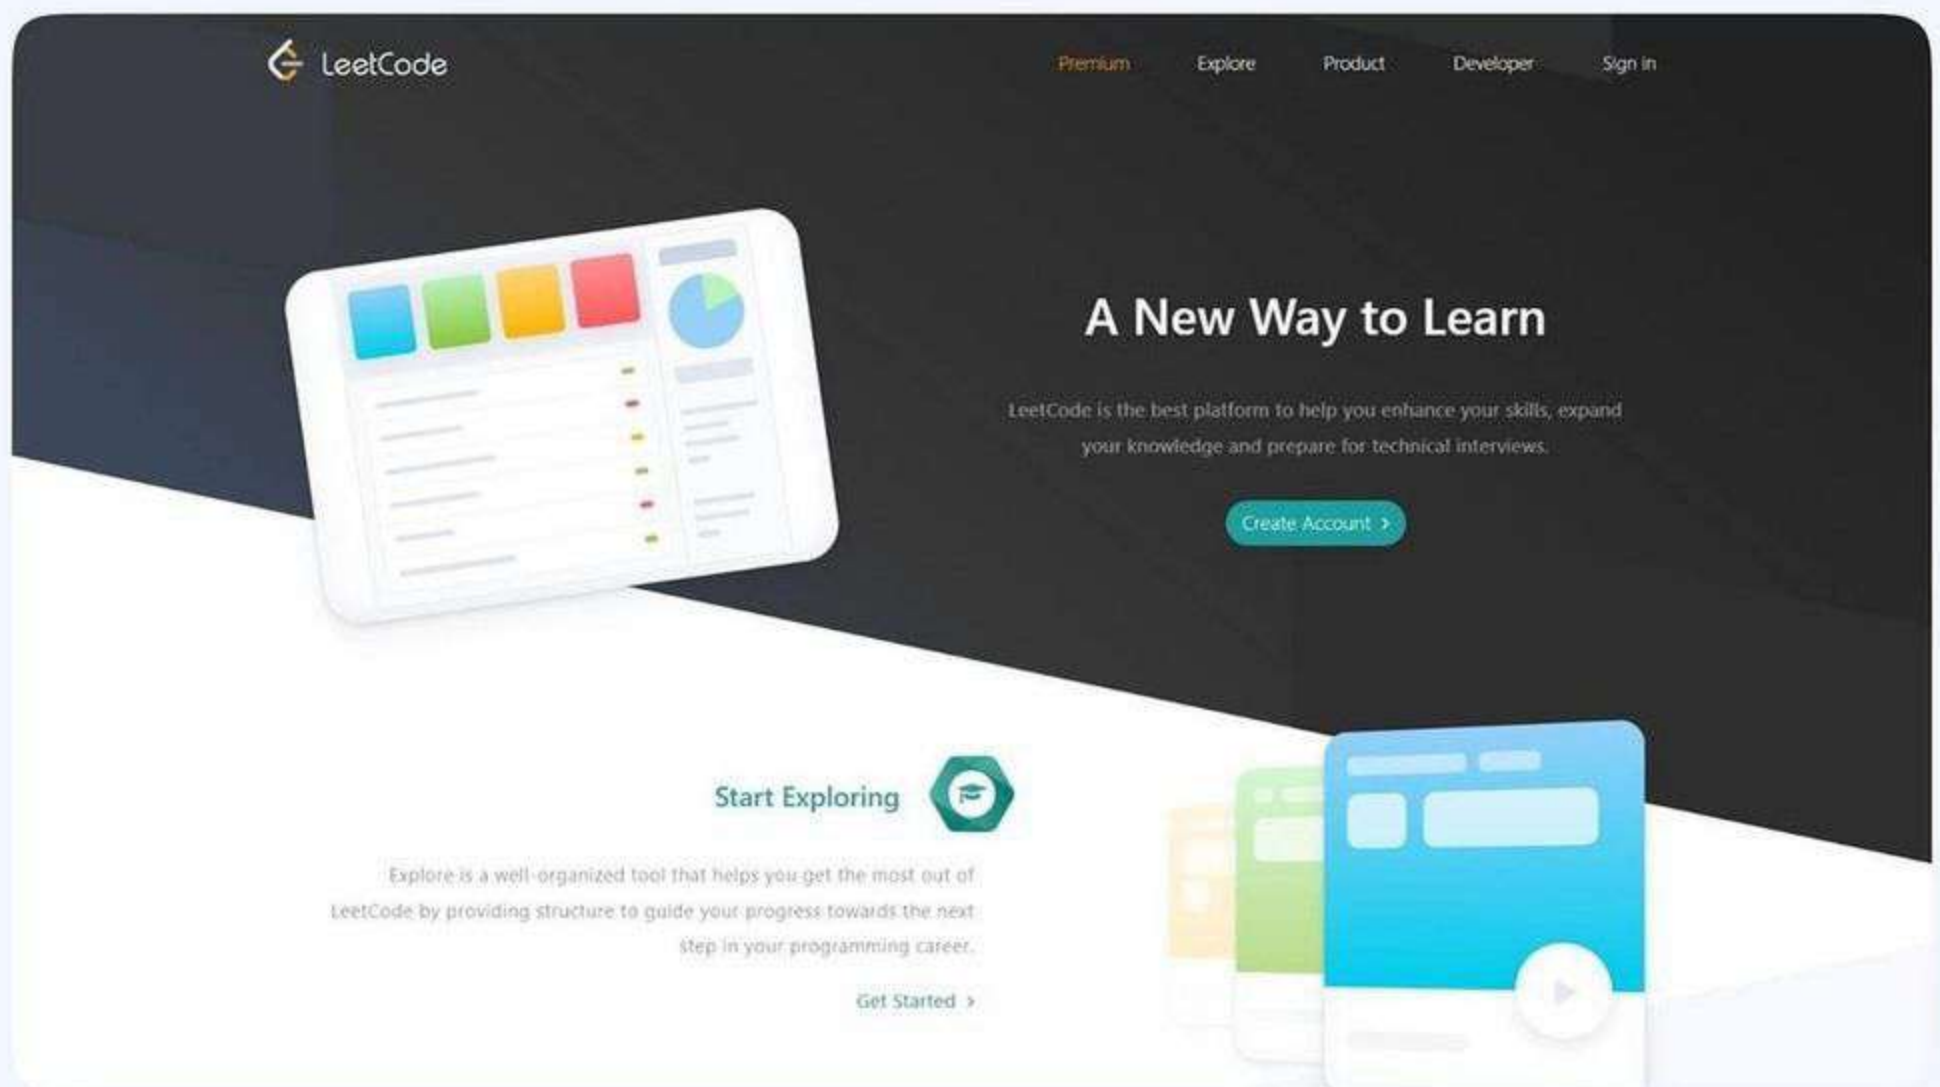 LeetCode
Premium Explore Product Developer Sign in
A New Way to Learn
LeetCode is the best platform to help you enhance your skills, expand
your knowledge and prepare for technical interviews.
Create Account >
Start Exploring
Explore is a well-organized tool that helps you get the most out of
LeetCode by providing structure to guide your progress towards the next
step in your programming career.
Get Started >